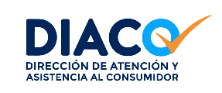 DIACO
DIRECCIÓN DE ATENCIÓN Y
ASISTENCIA AL CONSUMIDOR